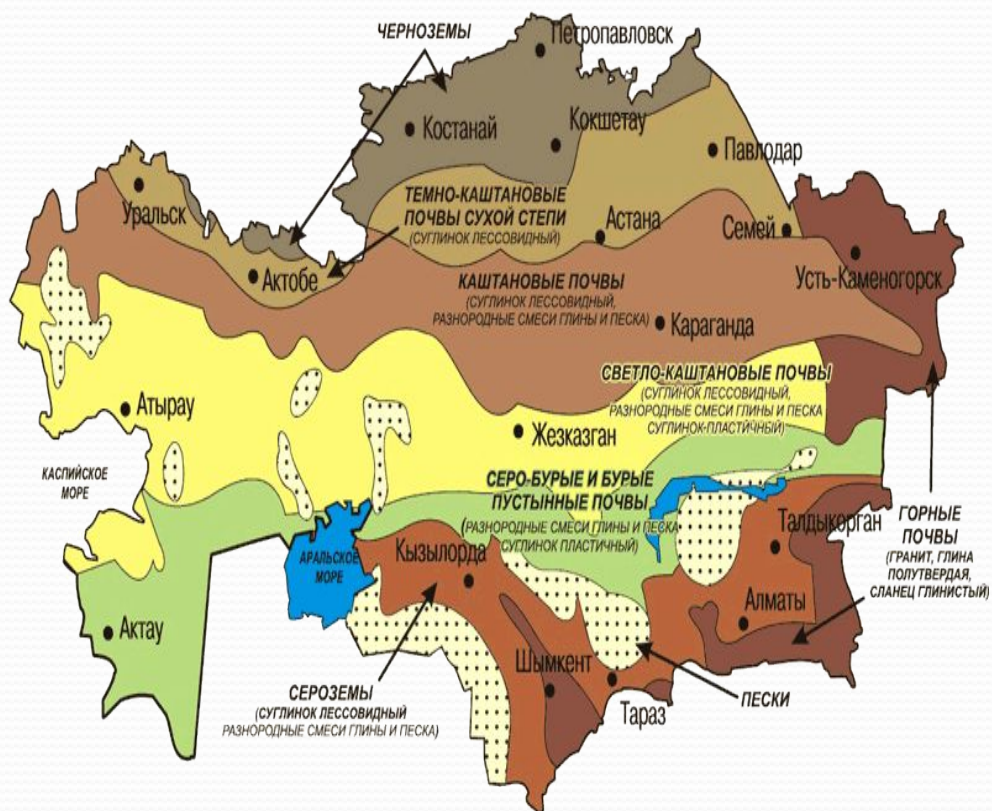 ЧЕРНОЗЕМЫ
Петропавловск
Костанай
Кокшетау
Павлодар
Уральск
ТЕМНО-КАШТАНОВЫЕ
ПОЧВЫ СУХОЙ СТЕПИ
(СУГЛИНОК ЛЕССОВИДНЫЙ)
Астана
Семей
Актобе
КАШТАНОВЫЕ ПОЧВЫ
(СУГЛИНОК ЛЕССОВИДНЫЙ,
РАЗНОРОДНЫЕ СМЕСИ ГЛИНЫ И ПЕСКА)
Усть-Каменогорск
Караганда
СВЕТЛО-КАШТАНОВЫЕ ПОЧВЫ
(СУГЛИНОК ЛЕССОВИДНЫЙ,
РАЗНОРОДНЫЕ СМЕСИ ГЛИНЫ И ПЕСКА
СУГЛИНОК-ПЛАСТИЧНЫЙ)
Атырау
Жезказган
КАСПИЙСКОЕ
МОРЕ
СЕРО-БУРЫЕ И БУРЫЕ
ПУСТЫННЫЕ ПОЧВЫ
(РАЗНОРОДНЫЕ СМЕСИ ГЛИНЫ И ПЕСКА
СУГЛИНОК ПЛАСТИЧНЫЙ)
Талдыкорган
ГОРНЫЕ
ПОЧВЫ
(ГРАНИТ, ГЛИНА
ПОЛУТВЕРДАЯ,
СЛАНЕЦ ГЛИНИСТЫЙ)
АРАЛЬСКОЕ
МОРЕ
Кызылорда
Актау
Алматы
Шымкент
Тараз
ПЕСКИ
СЕРОЗЕМЫ
(СУГЛИНОК ЛЕССОВИДНЫЙ
РАЗНОРОДНЫЕ СМЕСИ ГЛИНЫ И ПЕСКА)